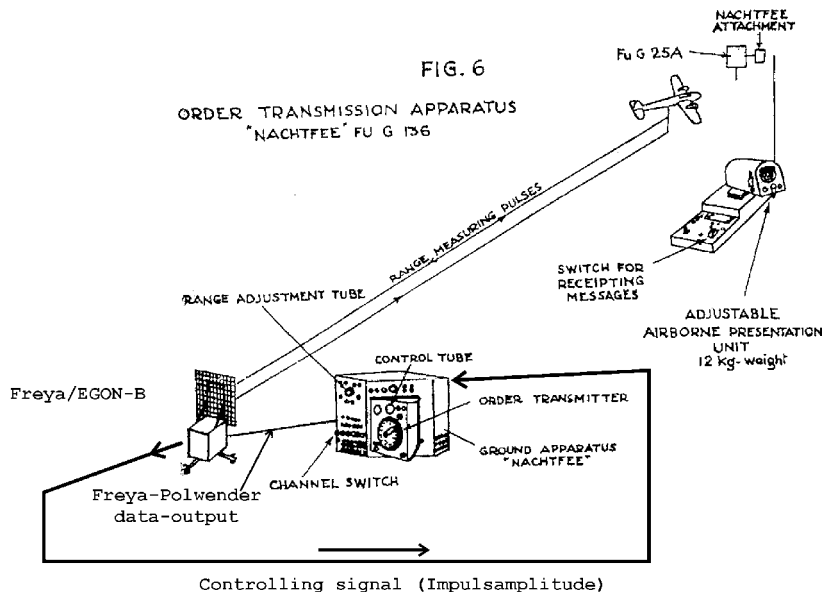 NACHTFEE
ATTACHMENT
Fu G 25A
FIG. 6
ORDER TRANSMISSION APPARATUS
"NACHTFEE" FU G 136
RANGE MEASURING PULSES
SWITCH FOR
RECEIPTING
MESSAGES
RANGE ADJUSTMENT TUBE
ADJUSTABLE
AIRBORNE PRESENTATION
UNIT
12 kg-weight
CONTROL TUBE
Freya/EGON-B
ORDER TRANSMITTER
GROUND APPARATUS
"NACHTFEE"
CHANNEL SWITCH
Freya-Polwender
data-output
Controlling signal (Impulsamplitude)